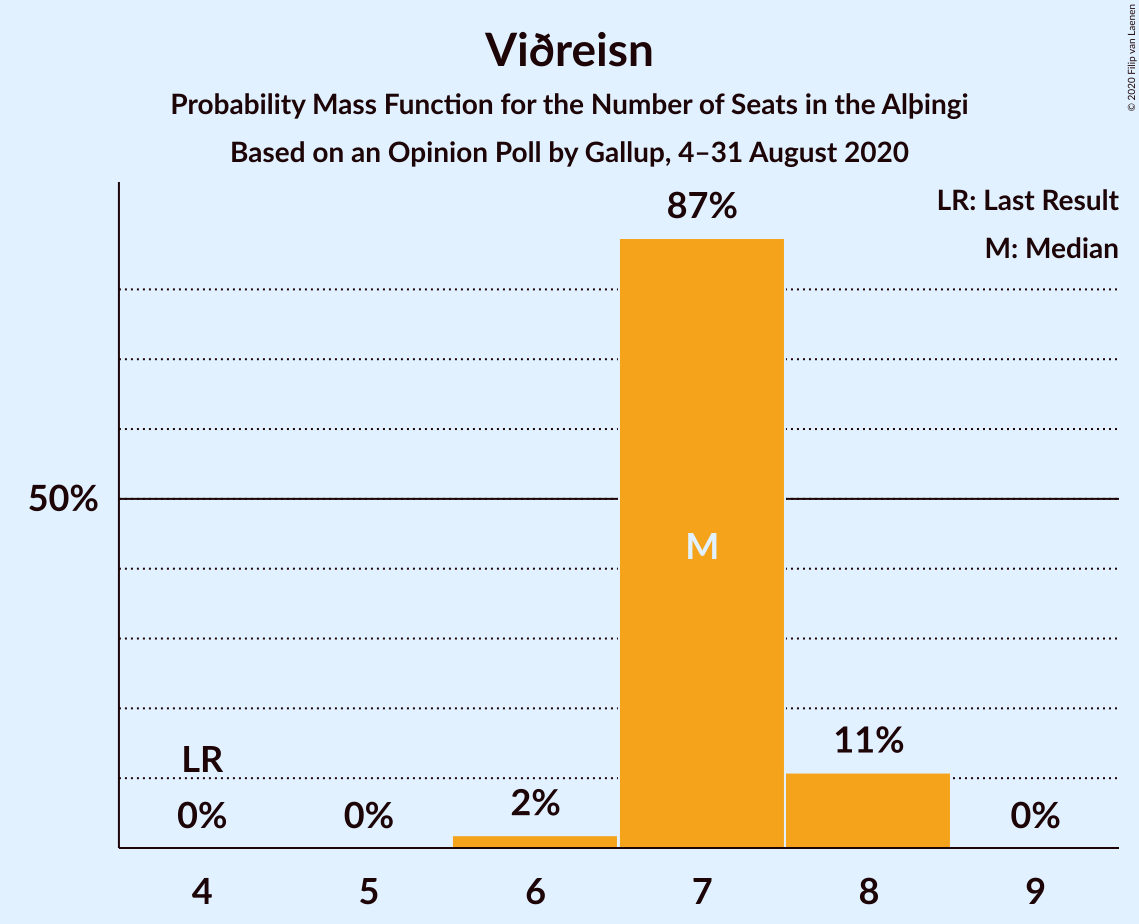 Viðreisn
Probability Mass Function for the Number of Seats in the Alþingi
Based on an Opinion Poll by Gallup, 4–31 August 2020
© 2020 Filip van Laenen
LR: Last Result
M: Median
87%
50%
M
LR
11%
2%
0%
0%
0%
4 5 6 7 8 9